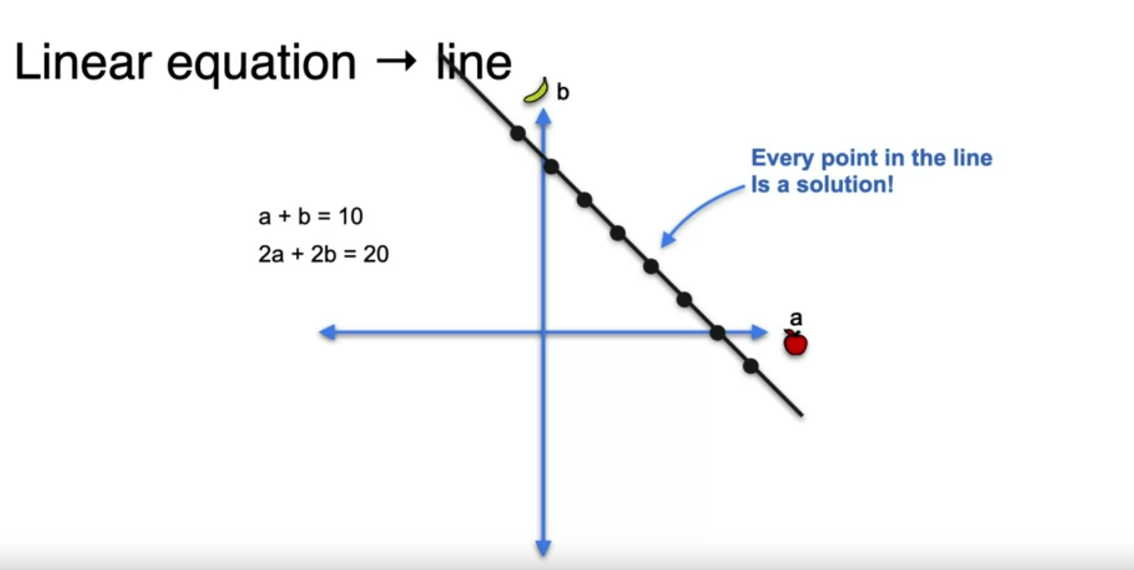 Linear equation → line
b
Every point in the line
Is a solution!
a + b = 10
2a + 2b = 20
a